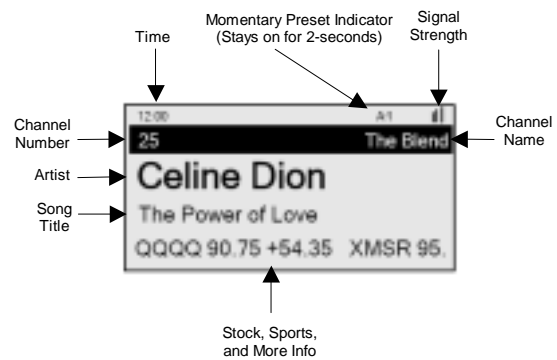 Time
Momentary Preset Indicator
(Stays on for 2-seconds)
Signal
Strength
12:00
A1
Channel
Number
25
The Blend
Channel
Name
Artist
Celine Dion
Song
Title
The Power of Love
QQQQ 90.75 +54.35 XMSR 95.
Stock, Sports,
and More Info